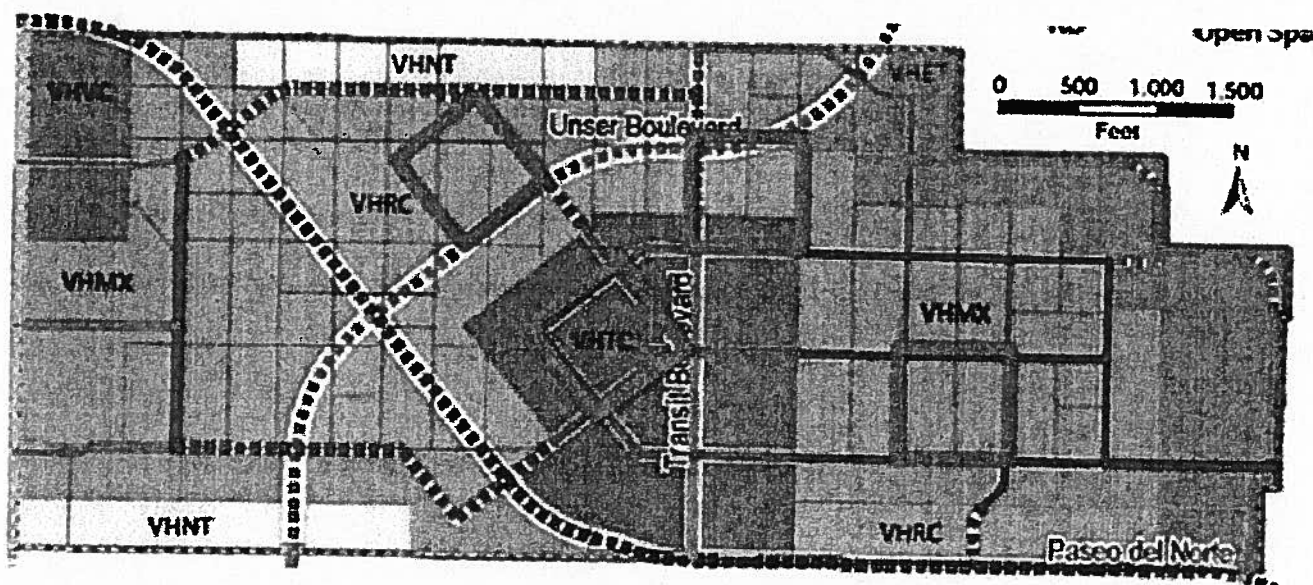 Open Spa
VHNT
VHET
VHVC
0 500 1.000 1.500
Feet
Unser Boulevard
N
VHRC
VHMX
VHMX
VHTC
Transit Boulevard
VHNT
VHRC
Paseo del Norte